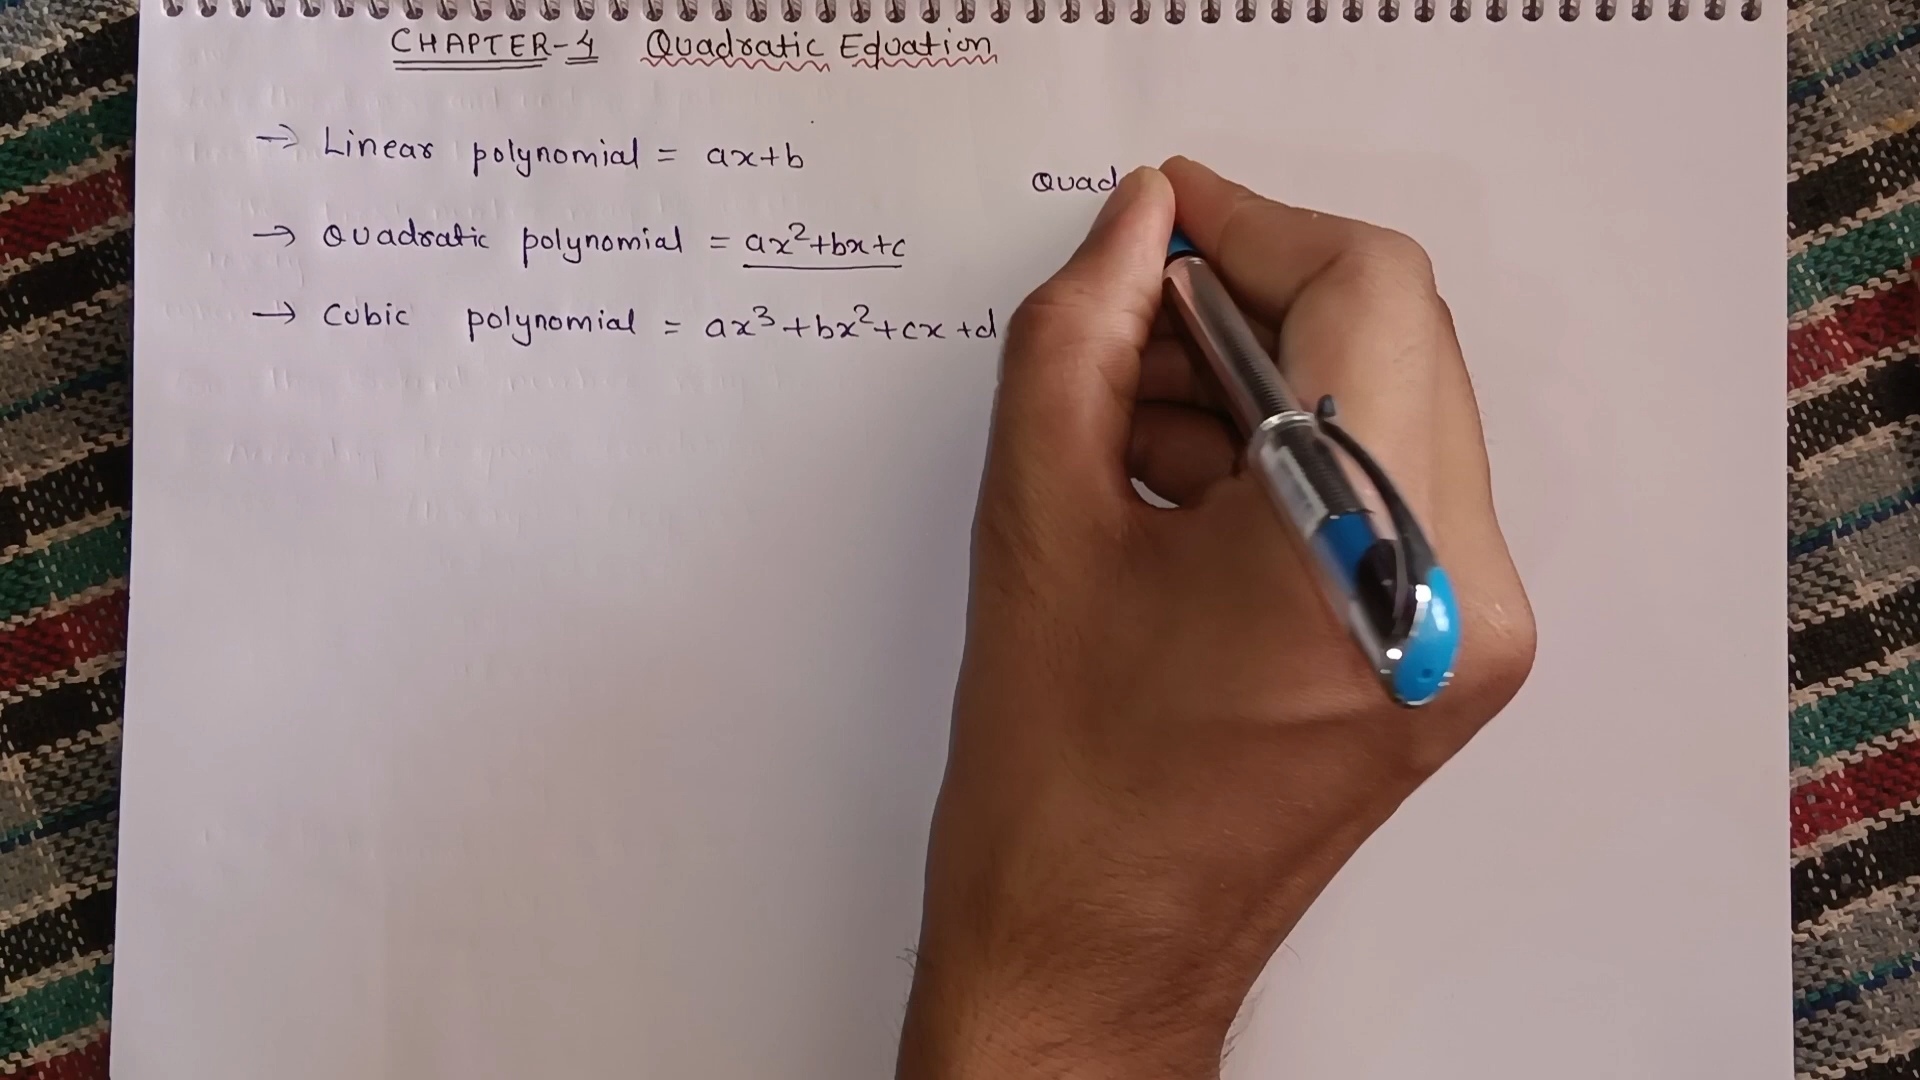 CHAPTER-4 Quadratic Equation
→ Linear polynomial = ax+b
Quad
→ Quadratic polynomial = ax²+bx+c
→ Cubic polynomial = ax³+bx²+cx+d